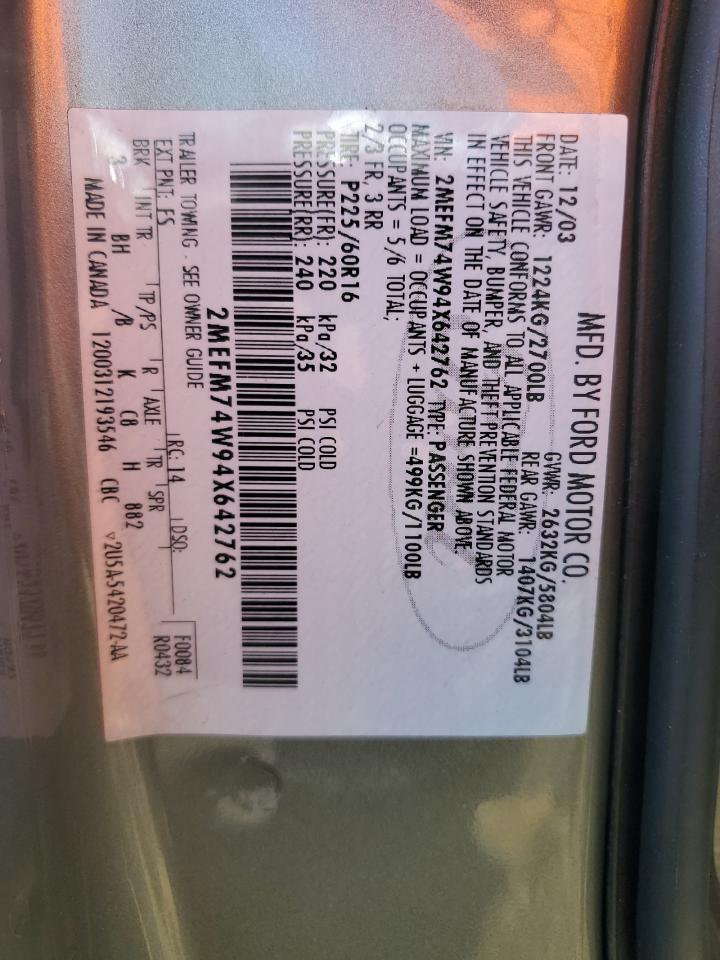 MFD. BY FORD MOTOR CO.
DATE: 12/03 GVWR: 2632KG/5804LB
FRONT GAWR: 1224KG/2700LB REAR GAWR: 1407KG/3104LB
THIS VEHICLE CONFORMS TO ALL APPLICABLE FEDERAL MOTOR
VEHICLE SAFETY, BUMPER, AND THEFT PREVENTION STANDARDS
IN EFFECT ON THE DATE OF MANUFACTURE SHOWN ABOVE.
VIN: 2MEFM74W94X642762 TYPE: PASSENGER
MAXIMUM LOAD = OCCUPANTS + LUGGAGE =499KG/1100LB
OCCUPANTS = 5/6 TOTAL;
2/3 FR, 3 RR
TIRE: P225/60R16
PRESSURE(FR): 220 kPa/32 PSI COLD
PRESSURE(RR): 240 kPa/35 PSI COLD
2MEFM74W94X642762
TRAILER TOWING - SEE OWNER GUIDE
EXT PNT: FS RC: 14 DSO: F0084
BRK INT TR TP/PS R AXLE TR SPR R0432
3 BH /B K C8 H 882
MADE IN CANADA 1200312193546 CBC 2U5A5420472-AA